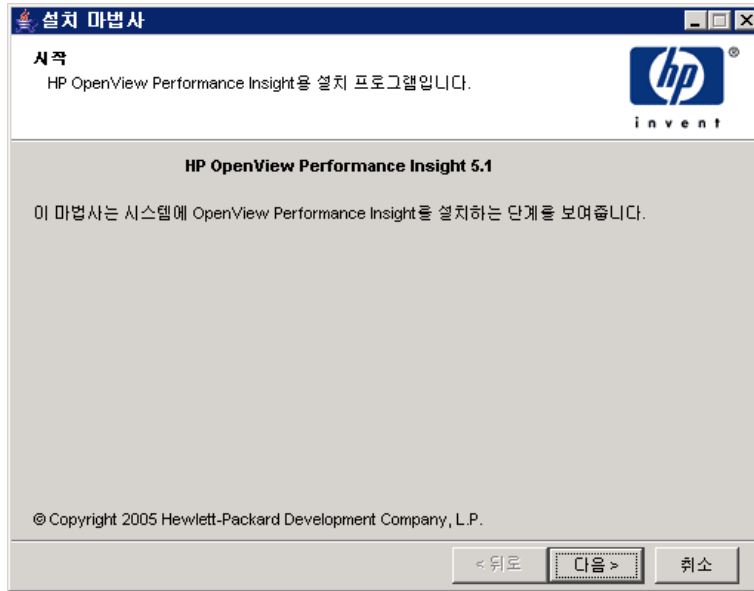 설치 마법사
시작
HP OpenView Performance Insight용 설치 프로그램입니다.
hp
®
invent
HP OpenView Performance Insight 5.1
이 마법사는 시스템에 OpenView Performance Insight를 설치하는 단계를 보여줍니다.
© Copyright 2005 Hewlett-Packard Development Company, L.P.
< 뒤로 다음 > 취소